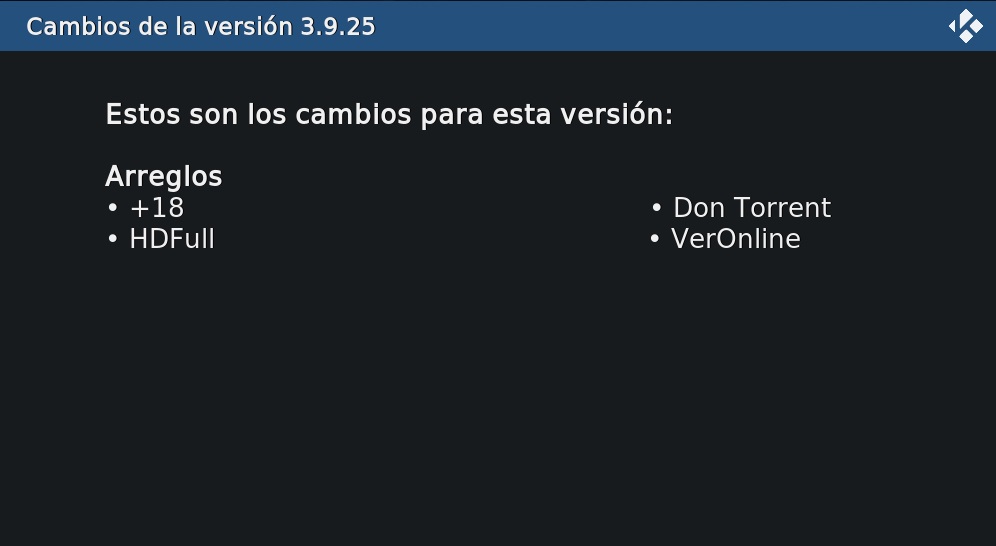 Cambios de la versión 3.9.25
Estos son los cambios para esta versión:
Arreglos
• +18 • Don Torrent
• HDFull • VerOnline